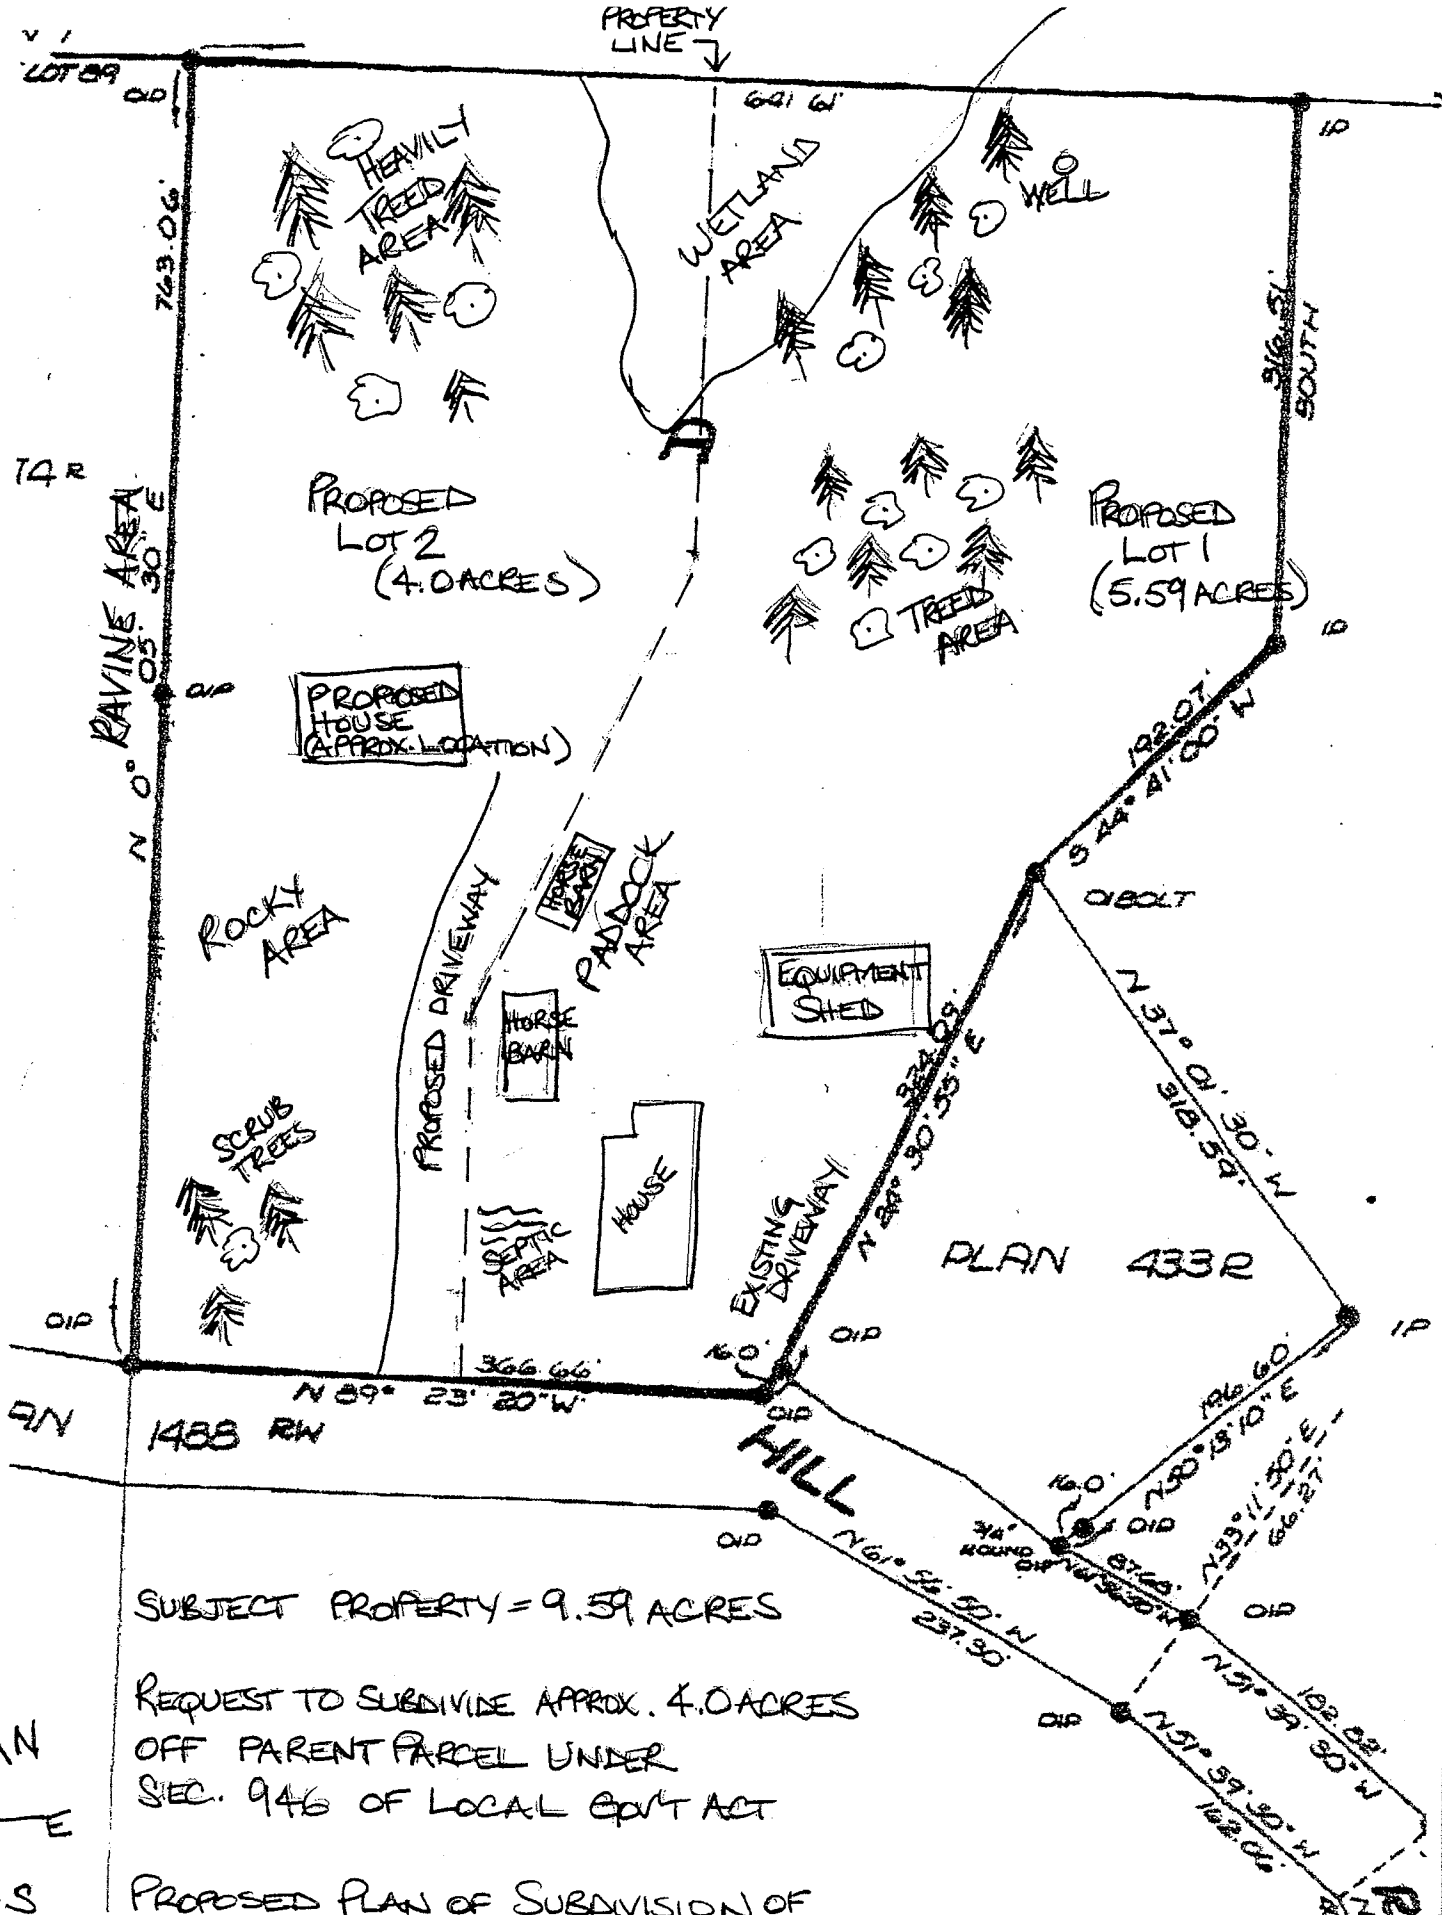 PROPERTY
LINE
LOT 89
OIP
641 61'
IP
HEAVILY
TREED
AREA
WETLAND
AREA
WELL
763.06'
316.51'
SOUTH
A
74 R
PROPOSED
LOT 2
(4.0 ACRES)
PROPOSED
LOT 1
(5.59 ACRES)
TREED
AREA
RAVINE AREA
N 0° 05' 30" E
OIP
IP
PROPOSED
HOUSE
(APPROX. LOCATION)
192.07'
S 44° 41' 00" W
HORSE
BARN
PADDOCK
AREA
OIBOLT
ROCKY
AREA
PROPOSED DRIVEWAY
EQUIPMENT
SHED
HORSE
BARN
N 37° 01' 30" W
318.59'
SCRUB
TREES
HOUSE
SEPTIC
AREA
EXISTING
DRIVEWAY
PLAN 433R
OIP
OIP
IP
16.0'
366.66'
N 89° 23' 20" W
OIP
196.60'
N 50° 13' 10" E
AN 1488 RW
HILL
N 33° 11' 50" E
66.27'
16.0'
OIP
3/4"
ROUND
OIP
87.68'
OIP
OIP
N 61° 56' 50" W
237.30'
SUBJECT PROPERTY = 9.59 ACRES
N 51° 39' 30" W
182.82'
OIP
N 51° 39' 30" W
162.06'
REQUEST TO SUBDIVIDE APPROX. 4.0 ACRES
OFF PARENT PARCEL UNDER
SEC. 946 OF LOCAL GOV'T ACT
PROPOSED PLAN OF SUBDIVISION OF